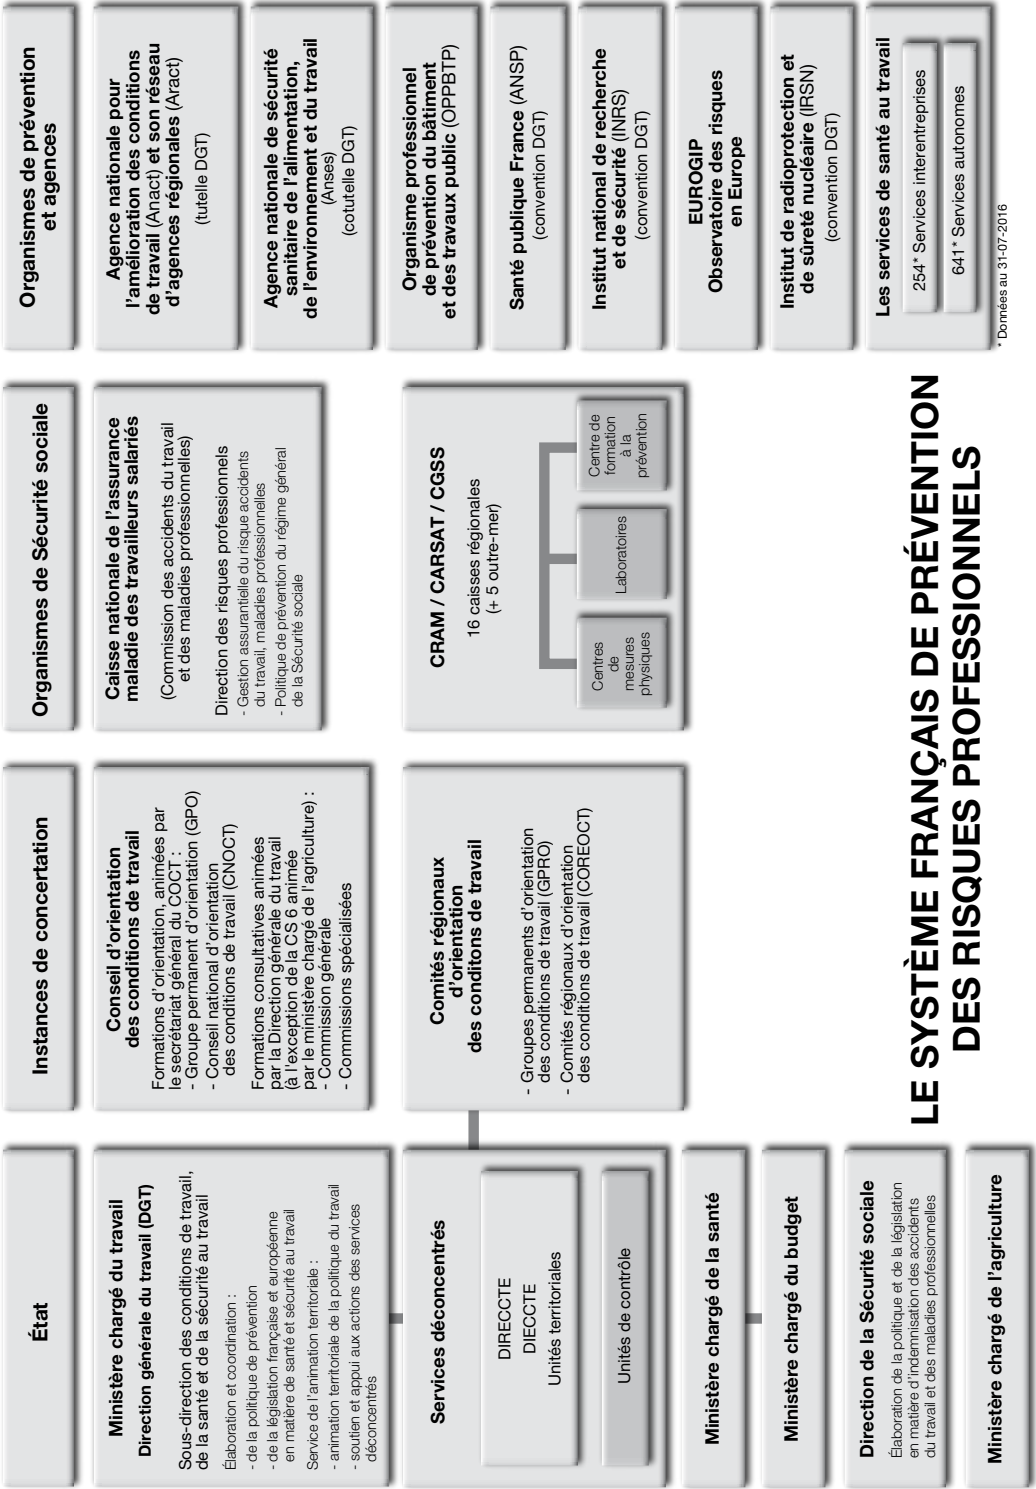 État
Ministère chargé du travail
Direction générale du travail (DGT)
Sous-direction des conditions de travail,
de la santé et de la sécurité au travail
Élaboration et coordination :
- de la politique de prévention
- de la législation française et européenne
en matière de santé et sécurité au travail
Service de l'animation territoriale :
- animation territoriale de la politique du travail
- soutien et appui aux actions des services
déconcentrés
Services déconcentrés
DIRECCTE
DIECCTE
Unités territoriales
Unités de contrôle
Ministère chargé de la santé
Ministère chargé du budget
Direction de la Sécurité sociale
Élaboration de la politique et de la législation
en matière d'indemnisation des accidents
du travail et des maladies professionnelles
Ministère chargé de l'agriculture
Instances de concertation
Conseil d'orientation
des conditions de travail
Formations d'orientation, animées par
le secrétariat général du COCT :
- Groupe permanent d'orientation (GPO)
- Conseil national d'orientation
des conditions de travail (CNOCT)
Formations consultatives animées
par la Direction générale du travail
(à l'exception de la CS 6 animée
par le ministère chargé de l'agriculture) :
- Commission générale
- Commissions spécialisées
Comités régionaux
d'orientation
des conditons de travail
- Groupes permanents d'orientation
des conditions de travail (GPRO)
- Comités régionaux d'orientation
des conditions de travail (COREOCT)
Organismes de Sécurité sociale
Caisse nationale de l'assurance
maladie des travailleurs salariés
(Commission des accidents du travail
et des maladies professionnelles)
Direction des risques professionnels
- Gestion assurantielle du risque accidents
du travail, maladies professionnelles
- Politique de prévention du régime général
de la Sécurité sociale
CRAM / CARSAT / CGSS
16 caisses régionales
(+ 5 outre-mer)
Centres
de
mesures
physiques
Laboratoires
Centre de
formation
à la
prévention
Organismes de prévention
et agences
Agence nationale pour
l'amélioration des conditions
de travail (Anact) et son réseau
d'agences régionales (Aract)
(tutelle DGT)
Agence nationale de sécurité
sanitaire de l'alimentation,
de l'environnement et du travail
(Anses)
(cotutelle DGT)
Organisme professionnel
de prévention du bâtiment
et des travaux public (OPPBTP)
Santé publique France (ANSP)
(convention DGT)
Institut national de recherche
et de sécurité (INRS)
(convention DGT)
EUROGIP
Observatoire des risques
en Europe
Institut de radioprotection et
de sûreté nucléaire (IRSN)
(convention DGT)
Les services de santé au travail
254* Services interentreprises
641* Services autonomes
* Données au 31-07-2016
LE SYSTÈME FRANÇAIS DE PRÉVENTION
DES RISQUES PROFESSIONNELS